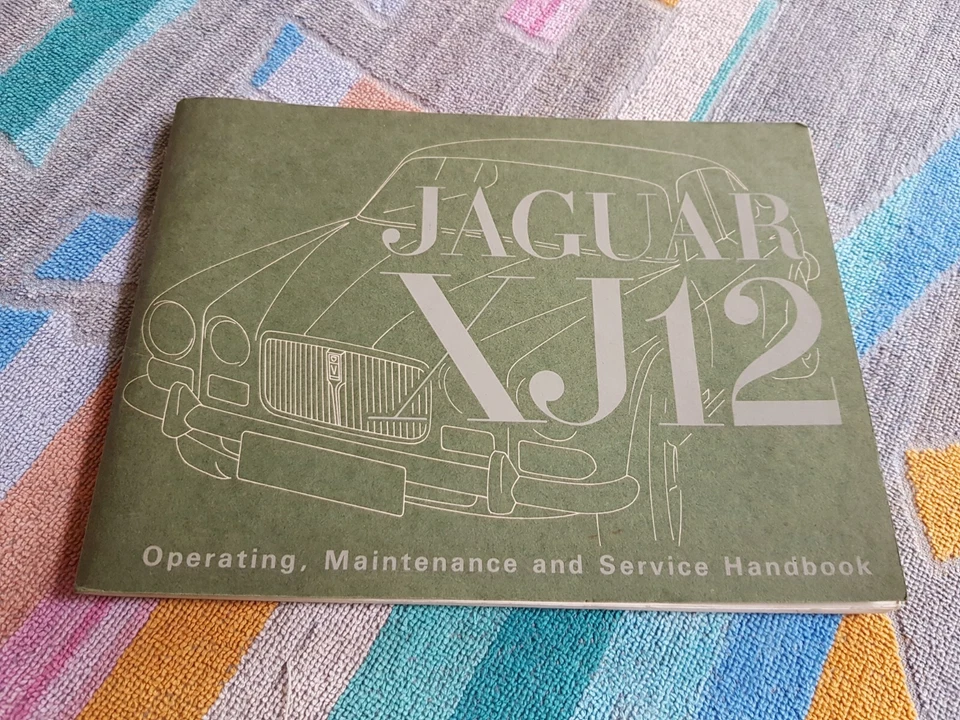 JAGUAR
XJ12
Operating, Maintenance and Service Handbook